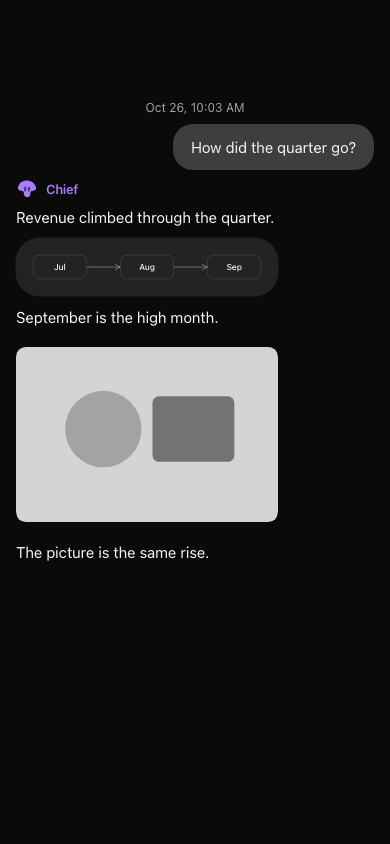 Oct 26, 10:03 AM
How did the quarter go?
Chief
Revenue climbed through the quarter.
Jul
Aug
Sep
September is the high month.
The picture is the same rise.